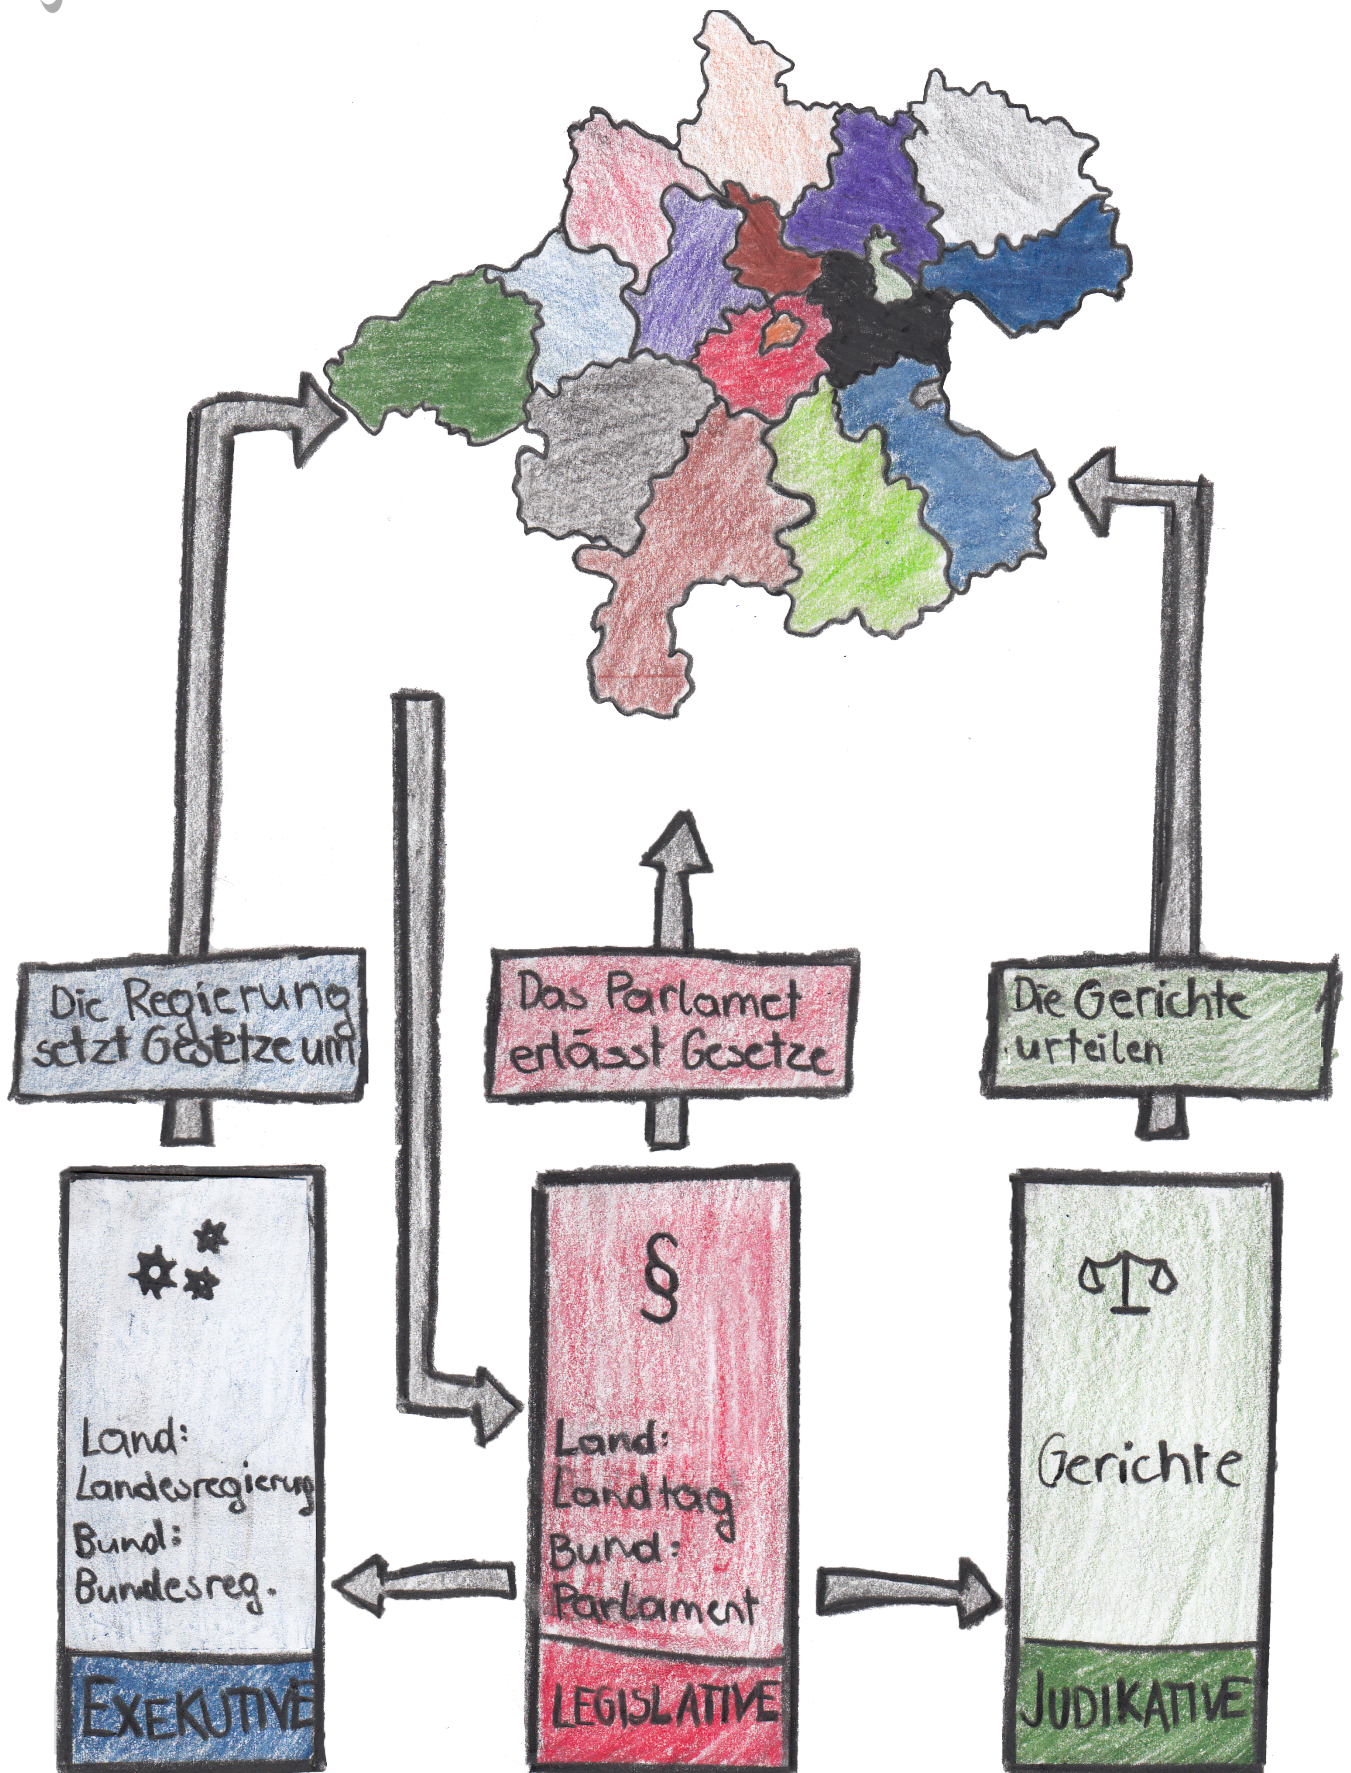 Die Regierung
setzt Gesetze um
Das Parlamet
erlässt Gesetze
Die Gerichte
urteilen
§
Land:
Landesregierung
Bund:
Bundesreg.
EXEKUTIVE
Land:
Landtag
Bund:
Parlament
LEGISLATIVE
Gerichte
JUDIKATIVE